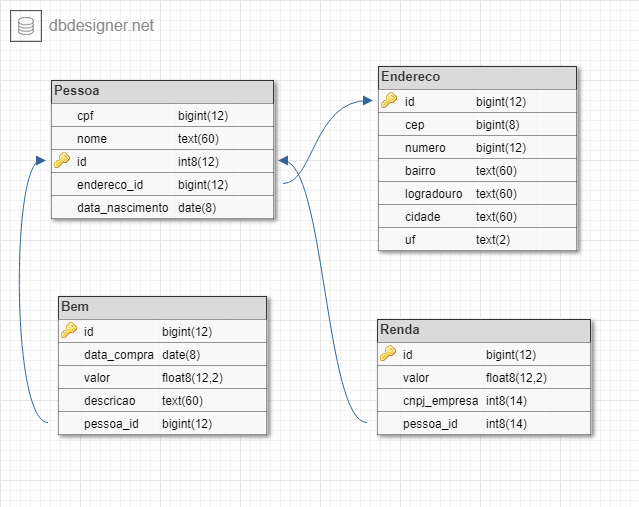 dbdesigner.net
Pessoa
cpf bigint(12)
nome text(60)
id int8(12)
endereco_id bigint(12)
data_nascimento date(8)
Endereco
id bigint(12)
cep bigint(8)
numero bigint(12)
bairro text(60)
logradouro text(60)
cidade text(60)
uf text(2)
Bem
id bigint(12)
data_compra date(8)
valor float8(12,2)
descricao text(60)
pessoa_id bigint(12)
Renda
id bigint(12)
valor float8(12,2)
cnpj_empresa int8(14)
pessoa_id int8(14)